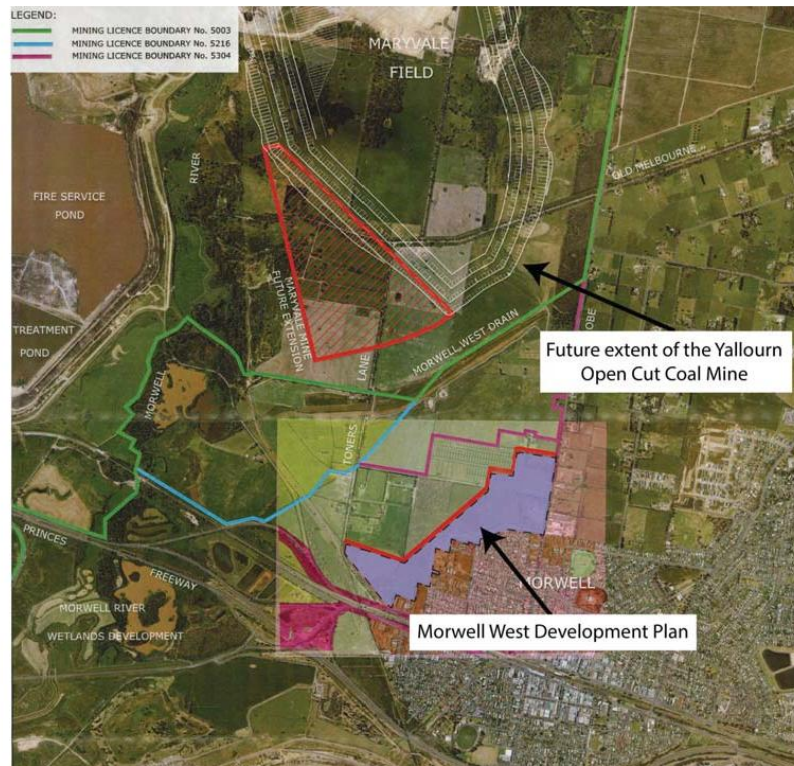 LEGEND:
MINING LICENCE BOUNDARY No. 5003
MINING LICENCE BOUNDARY No. 5216
MINING LICENCE BOUNDARY No. 5304
MARYVALE
FIELD
OLD MELBOURNE
RIVER
FIRE SERVICE
POND
MARYVALE MINE
FUTURE EXTENSION
TREATMENT
POND
MORWELL WEST DRAIN
LANE
Future extent of the Yallourn
Open Cut Coal Mine
MORWELL
TONERS
PRINCES
FREEWAY
MORWELL
MORWELL RIVER
WETLANDS DEVELOPMENT
Morwell West Development Plan